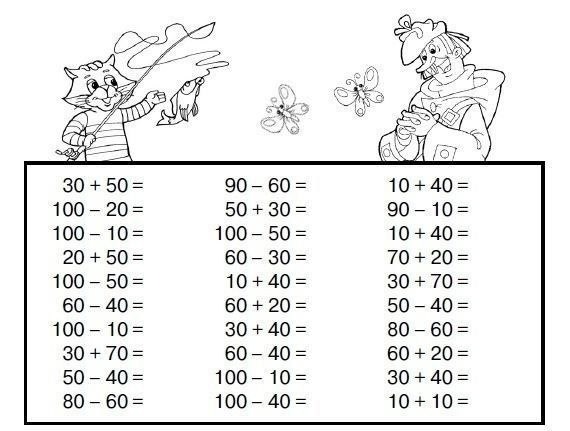 30 + 50 = 90 – 60 = 10 + 40 =
100 – 20 = 50 + 30 = 90 – 10 =
100 – 10 = 100 – 50 = 10 + 40 =
20 + 50 = 60 – 30 = 70 + 20 =
100 – 50 = 10 + 40 = 30 + 70 =
60 – 40 = 60 + 20 = 50 – 40 =
100 – 10 = 30 + 40 = 80 – 60 =
30 + 70 = 60 – 40 = 60 + 20 =
50 – 40 = 100 – 10 = 30 + 40 =
80 – 60 = 100 – 40 = 10 + 10 =